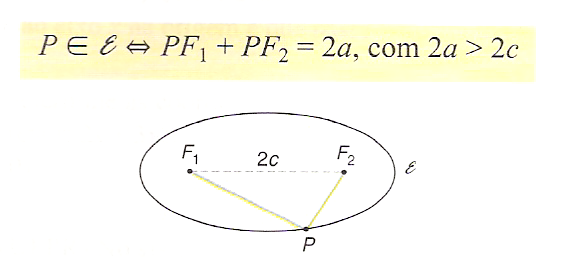 P ∈ ℰ ⇔ PF₁ + PF₂ = 2a, com 2a > 2c
F₁ 2c F₂ ℰ
P